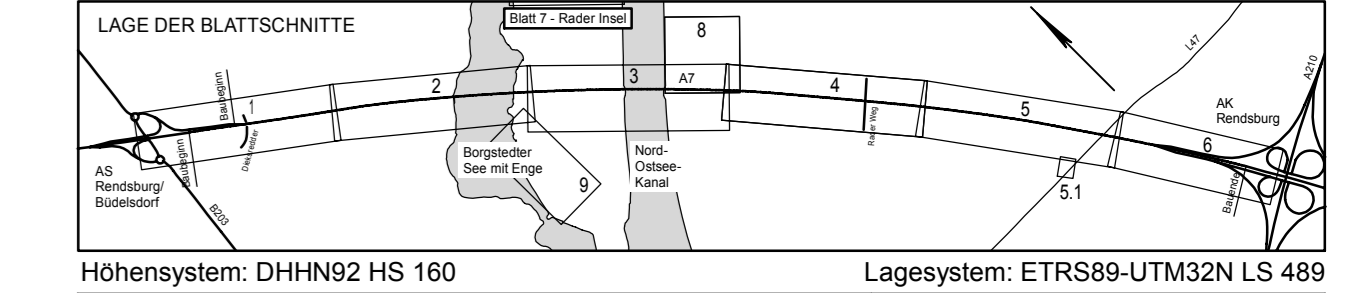 LAGE DER BLATTSCHNITTE
Blatt 7 - Rader Insel
8
A7
3
2
1
4
5
6
Baubeginn
Baubeginn
Dieksredder
Rader Weg
L47
A210
AK
Rendsburg
AS
Rendsburg/
Büdelsdorf
B203
Borgstedter
See mit Enge
9
Nord-
Ostsee-
Kanal
5.1
Bauende
Höhensystem: DHHN92 HS 160
Lagesystem: ETRS89-UTM32N LS 489